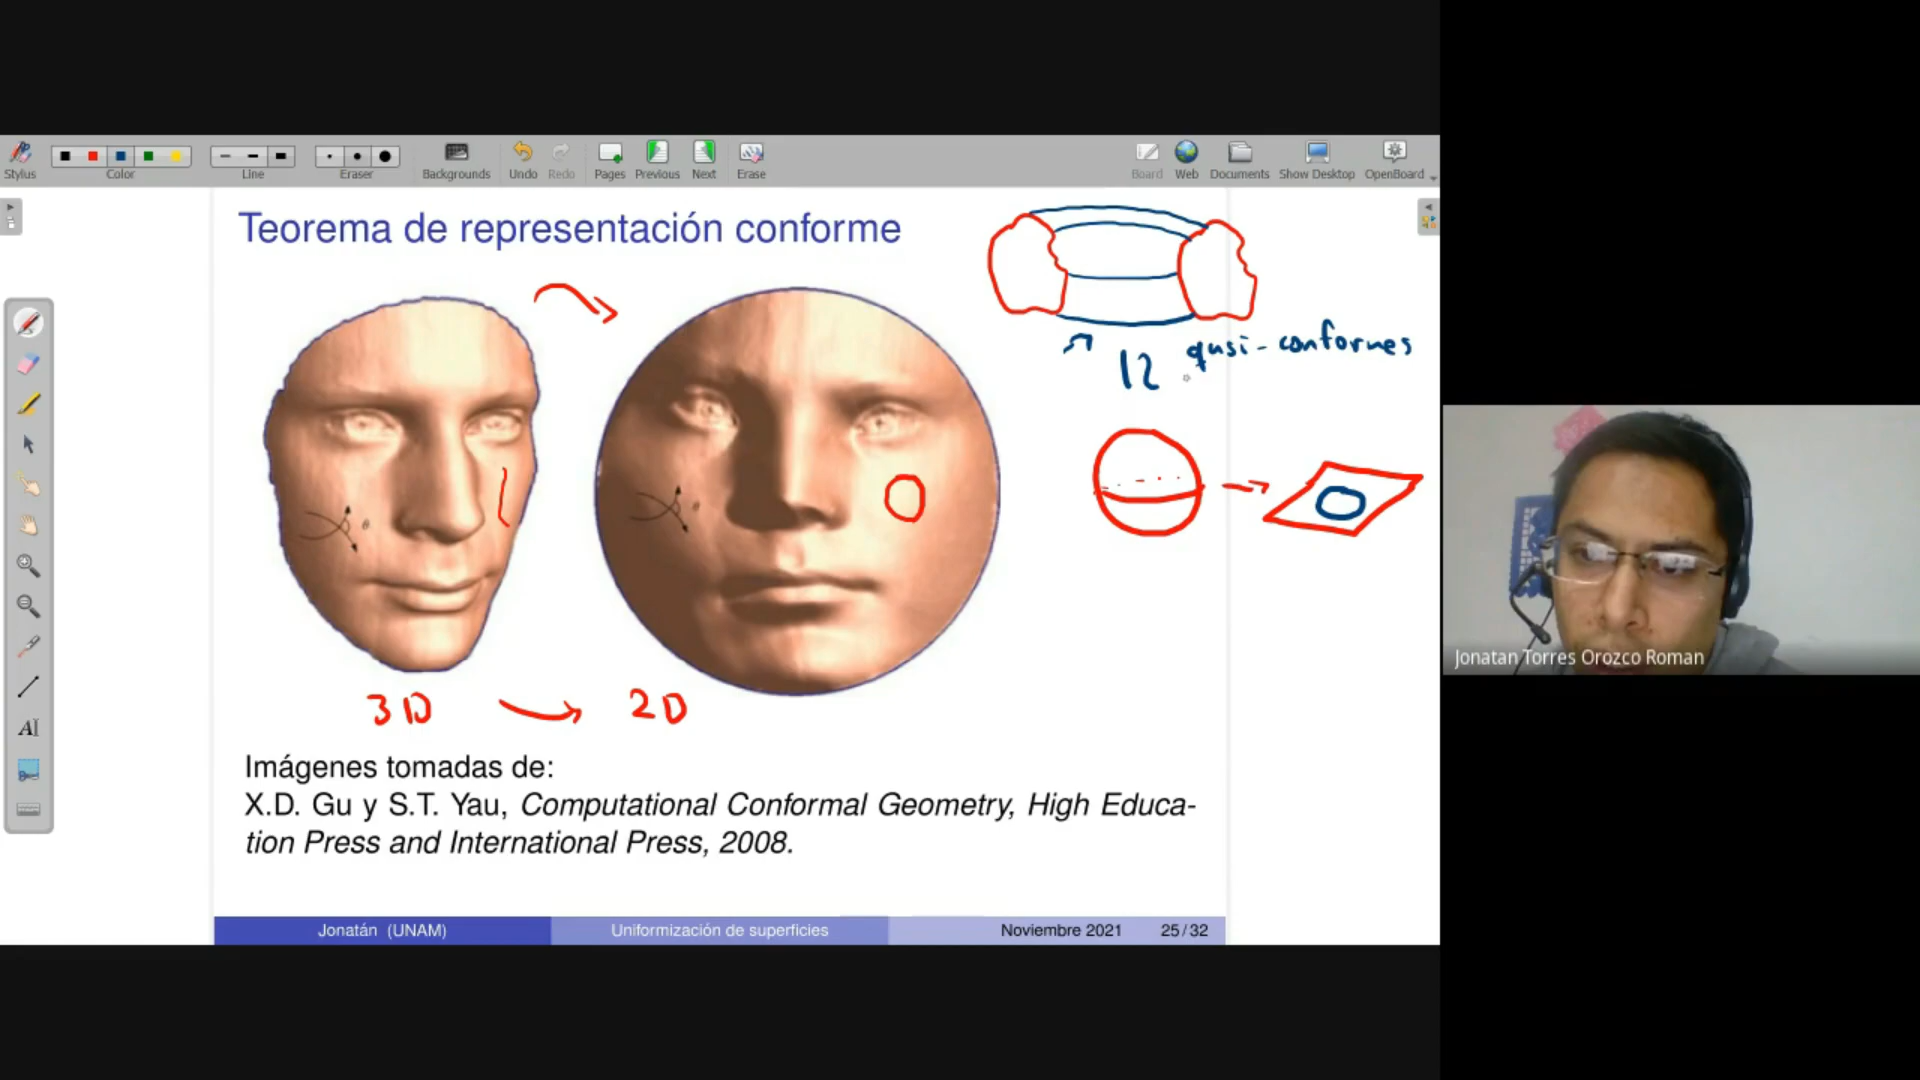 Stylus
Color
Line
Eraser
Backgrounds
Undo
Redo
Pages
Previous
Next
Erase
Board
Web
Documents
Show Desktop
OpenBoard
Teorema de representación conforme
12
qusi-conformes
θ
θ
3D
2D
Imágenes tomadas de:
X.D. Gu y S.T. Yau, Computational Conformal Geometry, High Educa-
tion Press and International Press, 2008.
Jonatán (UNAM)
Uniformización de superficies
Noviembre 2021
25/32
AI
Jonatan Torres Orozco Roman